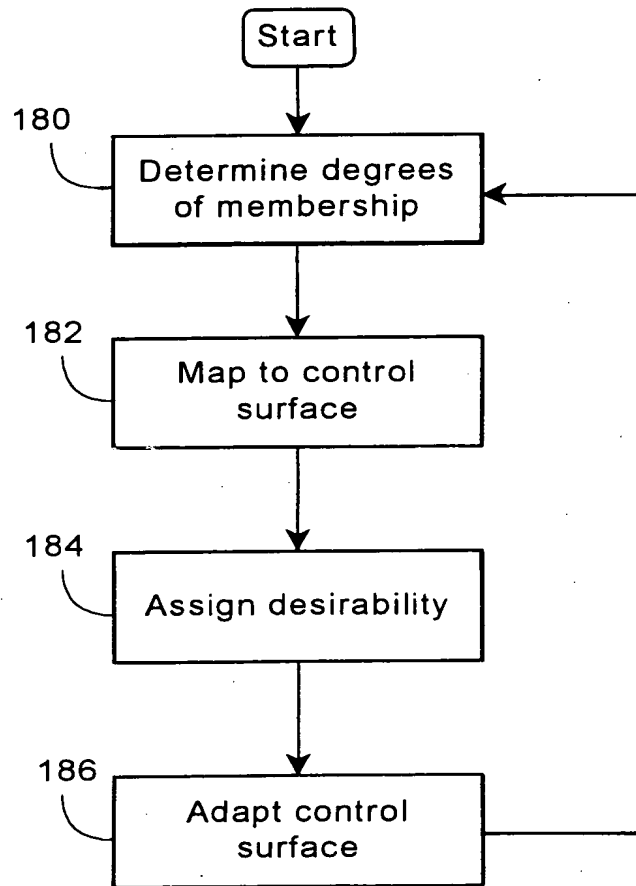 Start
180
Determine degrees
of membership
182
Map to control
surface
184
Assign desirability
186
Adapt control
surface